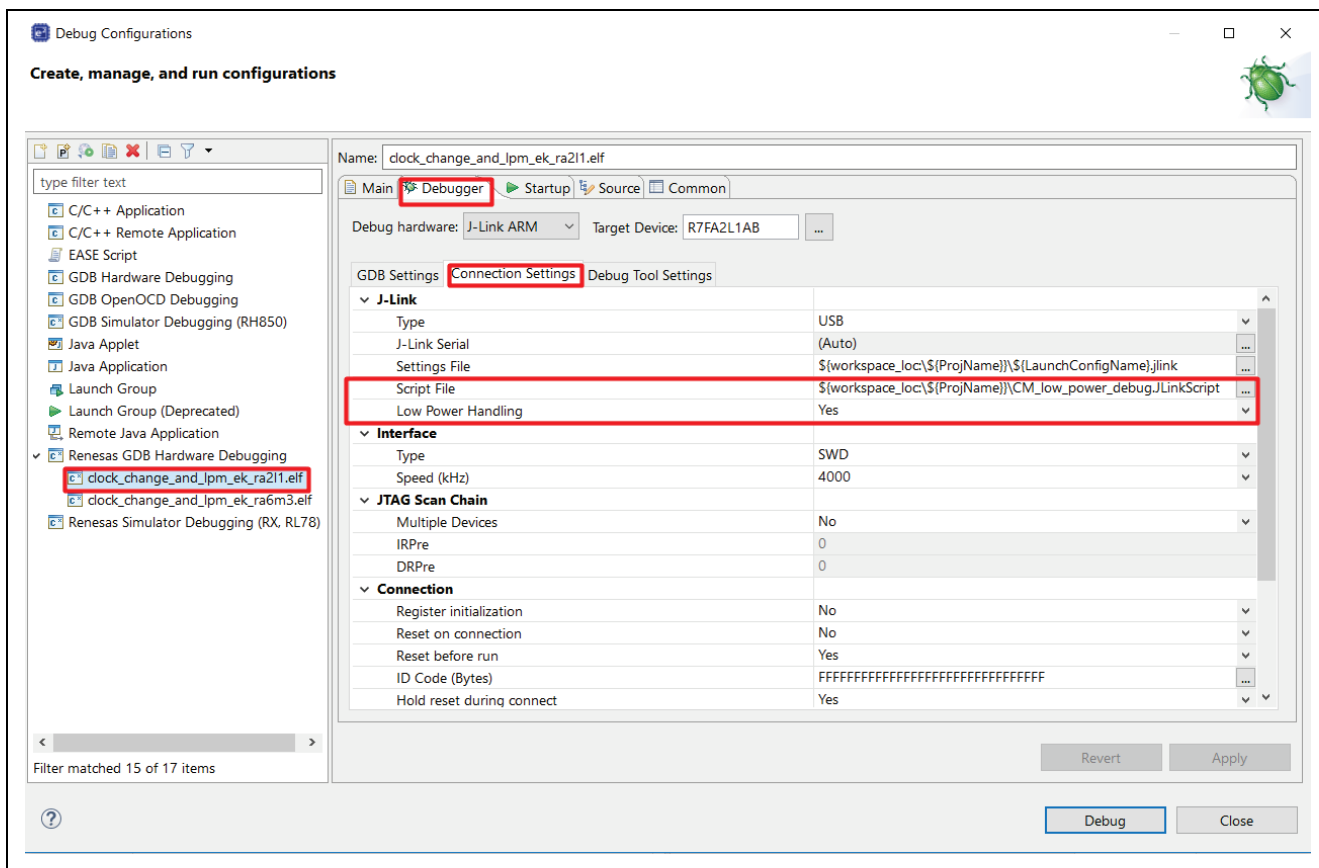 Debug Configurations
Create, manage, and run configurations
type filter text
C/C++ Application
C/C++ Remote Application
EASE Script
GDB Hardware Debugging
GDB OpenOCD Debugging
GDB Simulator Debugging (RH850)
Java Applet
Java Application
Launch Group
Launch Group (Deprecated)
Remote Java Application
Renesas GDB Hardware Debugging
clock_change_and_lpm_ek_ra2l1.elf
clock_change_and_lpm_ek_ra6m3.elf
Renesas Simulator Debugging (RX, RL78)
Filter matched 15 of 17 items
Name: clock_change_and_lpm_ek_ra2l1.elf
Main Debugger Startup Source Common
Debug hardware: J-Link ARM Target Device: R7FA2L1AB ...
GDB Settings Connection Settings Debug Tool Settings
J-Link
Type USB
J-Link Serial (Auto) ...
Settings File ${workspace_loc:\${ProjName}}\${LaunchConfigName}.jlink ...
Script File ${workspace_loc:\${ProjName}}\CM_low_power_debug.JLinkScript ...
Low Power Handling Yes
Interface
Type SWD
Speed (kHz) 4000
JTAG Scan Chain
Multiple Devices No
IRPre 0
DRPre 0
Connection
Register initialization No
Reset on connection No
Reset before run Yes
ID Code (Bytes) FFFFFFFFFFFFFFFFFFFFFFFFFFFFFFFF ...
Hold reset during connect Yes
Revert Apply
Debug Close